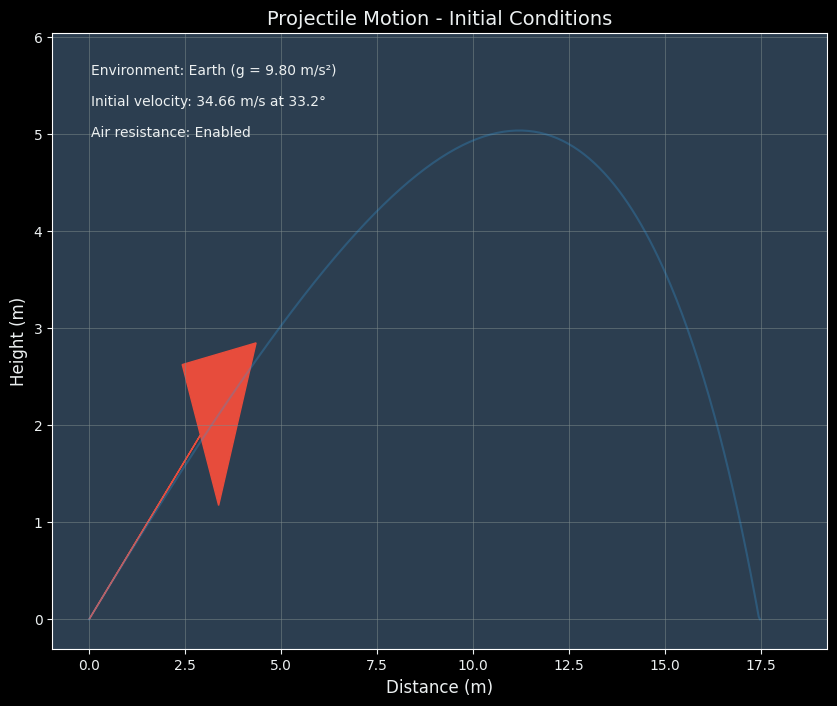 Projectile Motion - Initial Conditions
6
Environment: Earth (g = 9.80 m/s²)
Initial velocity: 34.66 m/s at 33.2°
Air resistance: Enabled
5
4
3
2
1
0
Height (m)
0.0 2.5 5.0 7.5 10.0 12.5 15.0 17.5
Distance (m)